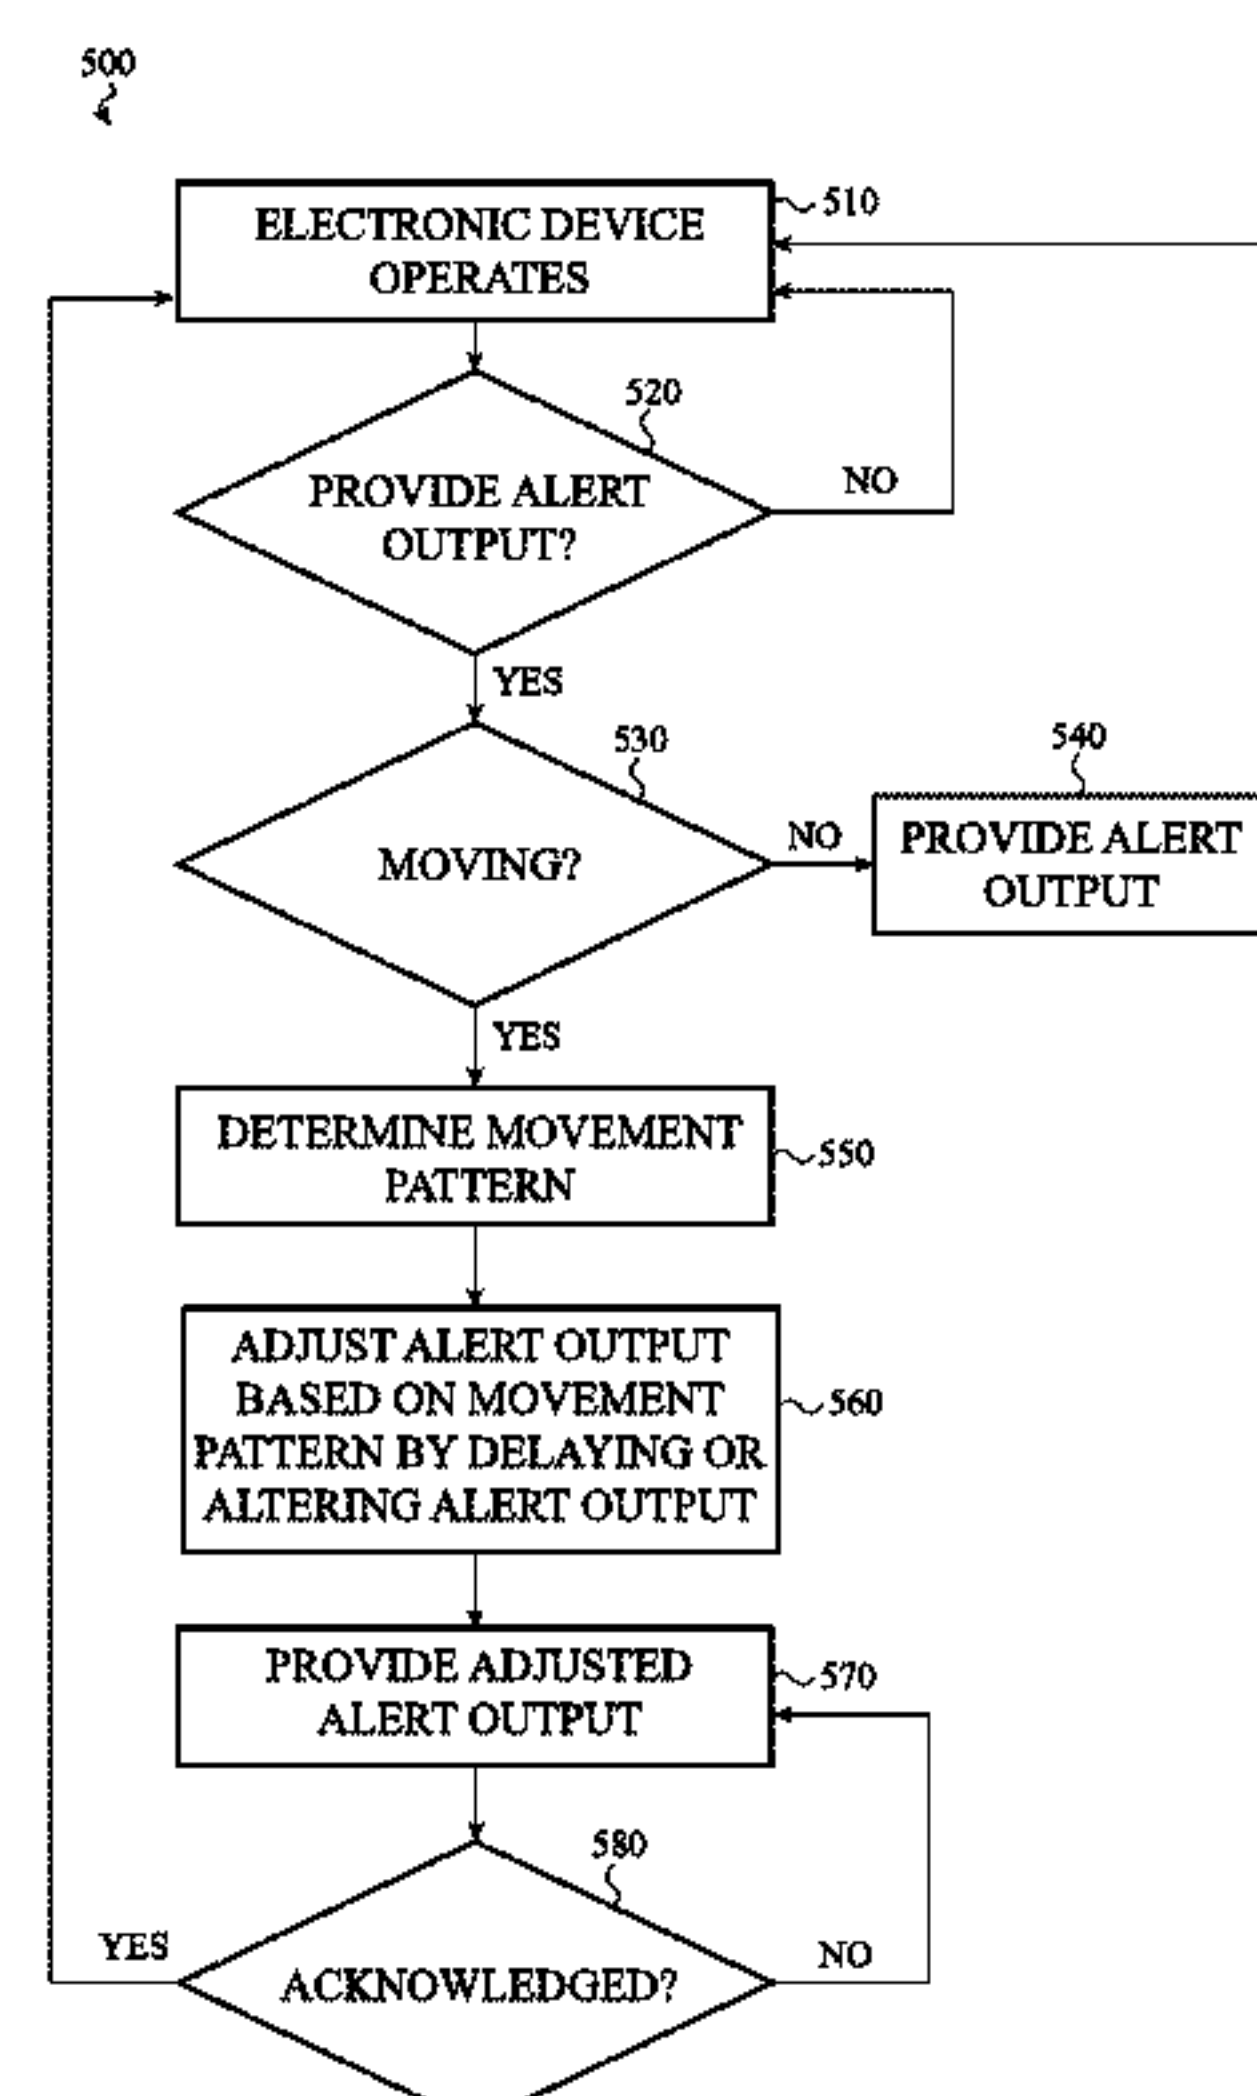 500
510
ELECTRONIC DEVICE
OPERATES
520
PROVIDE ALERT
OUTPUT?
NO
YES
530
MOVING?
NO
540
PROVIDE ALERT
OUTPUT
YES
DETERMINE MOVEMENT
PATTERN
550
ADJUST ALERT OUTPUT
BASED ON MOVEMENT
PATTERN BY DELAYING OR
ALTERING ALERT OUTPUT
560
PROVIDE ADJUSTED
ALERT OUTPUT
570
580
YES
ACKNOWLEDGED?
NO